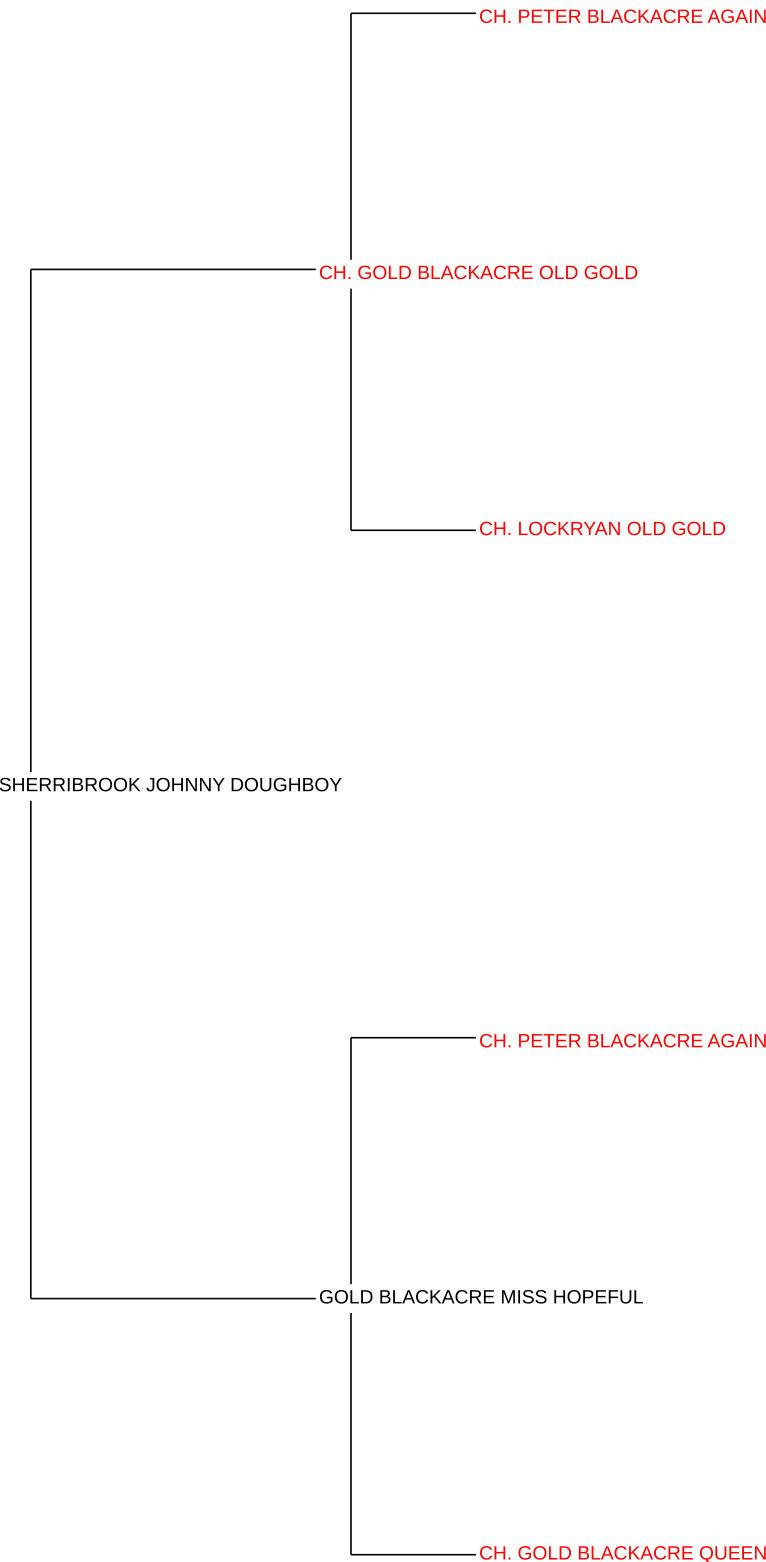 CH. PETER BLACKACRE AGAIN
CH. GOLD BLACKACRE OLD GOLD
CH. LOCKRYAN OLD GOLD
SHERRIBROOK JOHNNY DOUGHBOY
CH. PETER BLACKACRE AGAIN
GOLD BLACKACRE MISS HOPEFUL
CH. GOLD BLACKACRE QUEEN